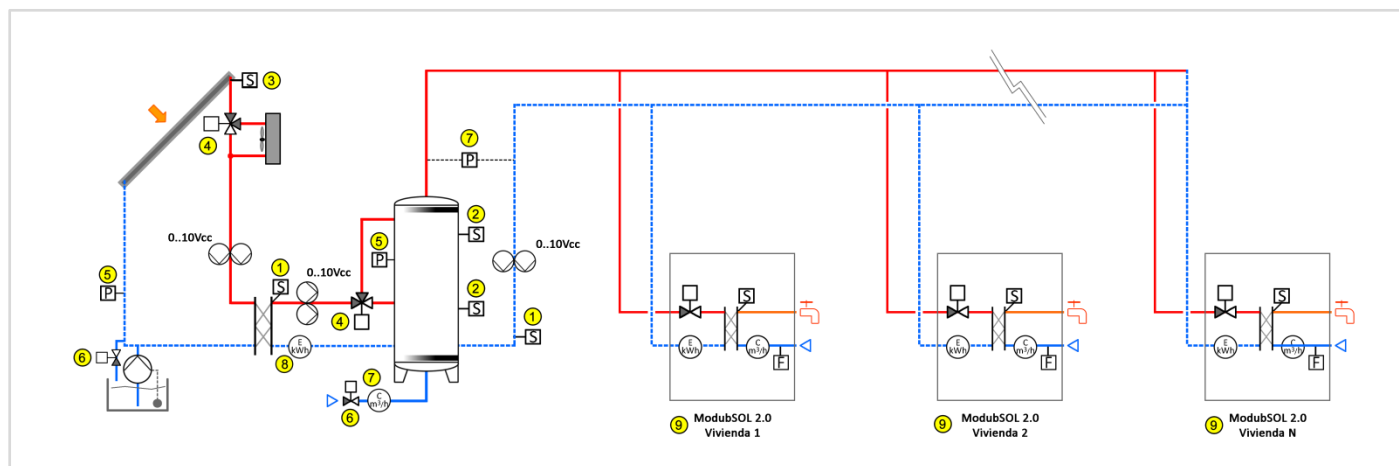 S 3
4
7
P
0..10Vcc
5
P
6
1
S
0..10Vcc
4
E
kWh
8
5
P
2
S
2
S
0..10Vcc
1
S
7
C
m³/h
6
S
E
kWh
C
m³/h
F
9 ModubSOL 2.0
Vivienda 1
S
E
kWh
C
m³/h
F
9 ModubSOL 2.0
Vivienda 2
S
E
kWh
C
m³/h
F
9 ModubSOL 2.0
Vivienda N